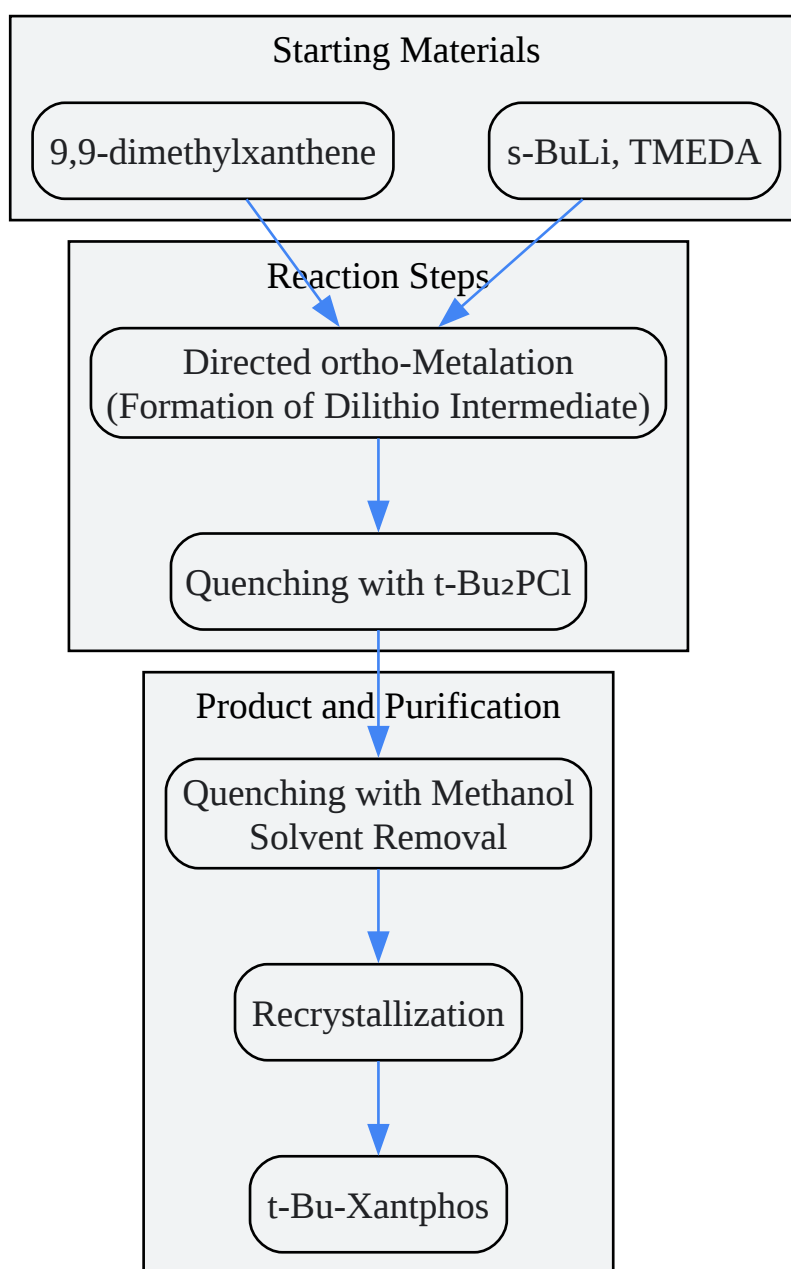 Starting Materials
9,9-dimethylxanthene
s-BuLi, TMEDA
Reaction Steps
Directed ortho-Metalation
(Formation of Dilithio Intermediate)
Quenching with t-Bu₂PCl
Product and Purification
Quenching with Methanol
Solvent Removal
Recrystallization
t-Bu-Xantphos